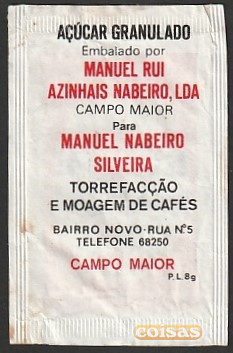 AÇÚCAR GRANULADO
Embalado por
MANUEL RUI
AZINHAIS NABEIRO, LDA
CAMPO MAIOR
Para
MANUEL NABEIRO
SILVEIRA
TORREFACÇÃO
E MOAGEM DE CAFÉS
BAIRRO NOVO-RUA Nº5
TELEFONE 68250
CAMPO MAIOR
P.L.8g
coisas